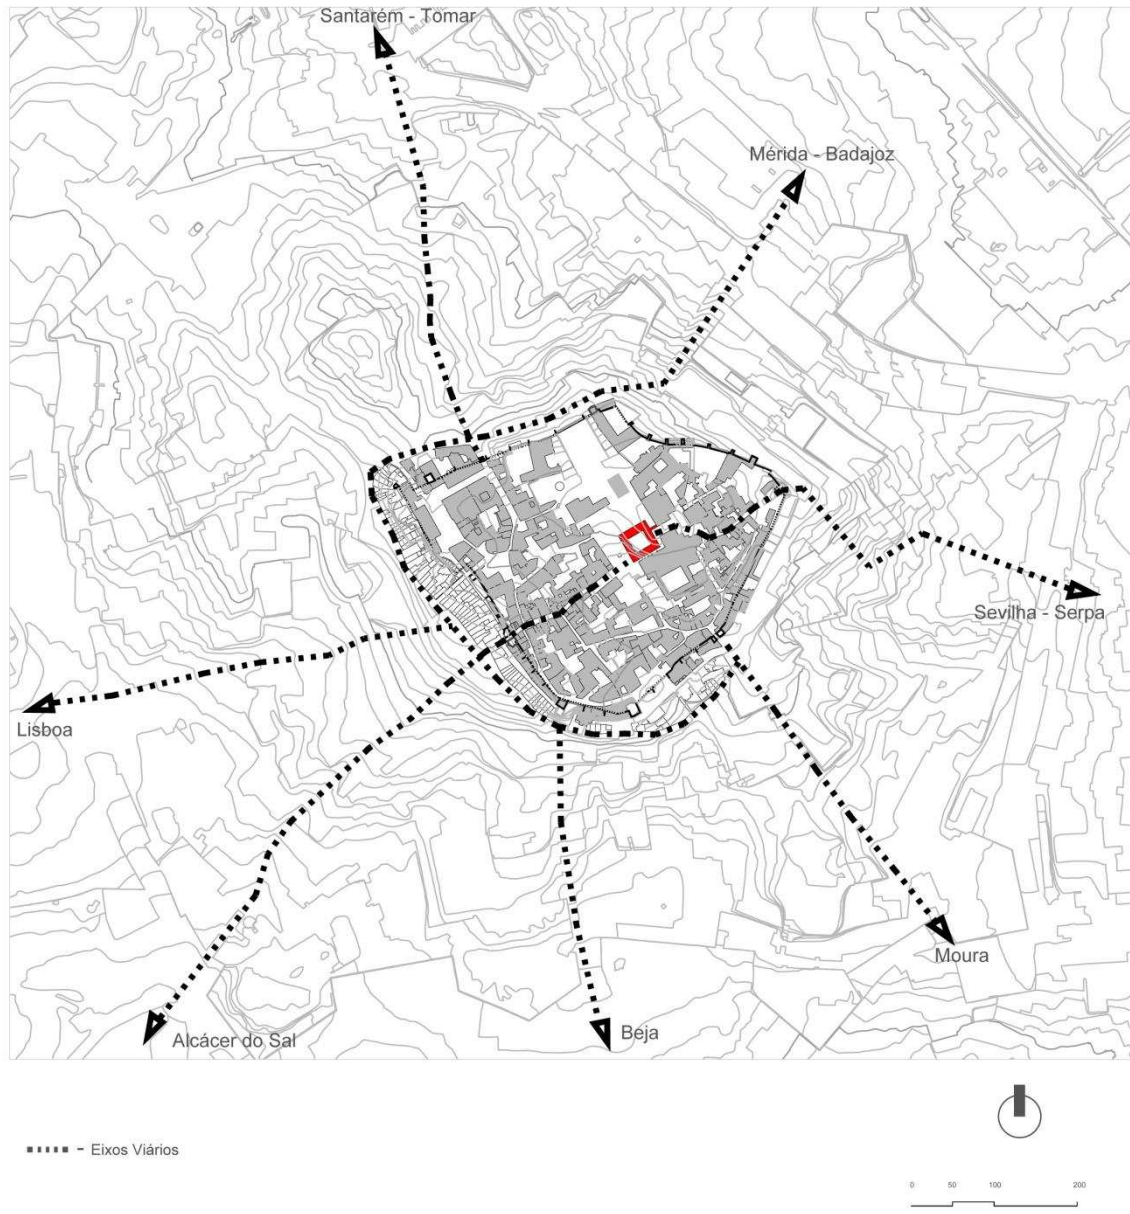 Santarém - Tomar
Mérida - Badajoz
Sevilha - Serpa
Lisboa
Moura
Alcácer do Sal
Beja
- Eixos Viários
0 50 100 200